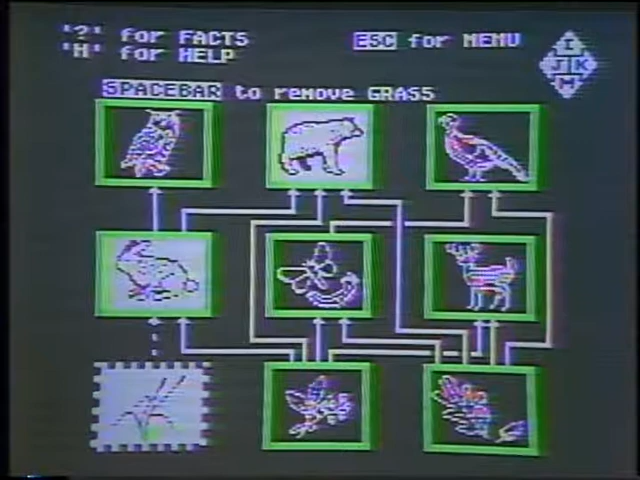 '?' for FACTS
'H' for HELP
ESC for MENU
I
J K
M
SPACEBAR to remove GRASS